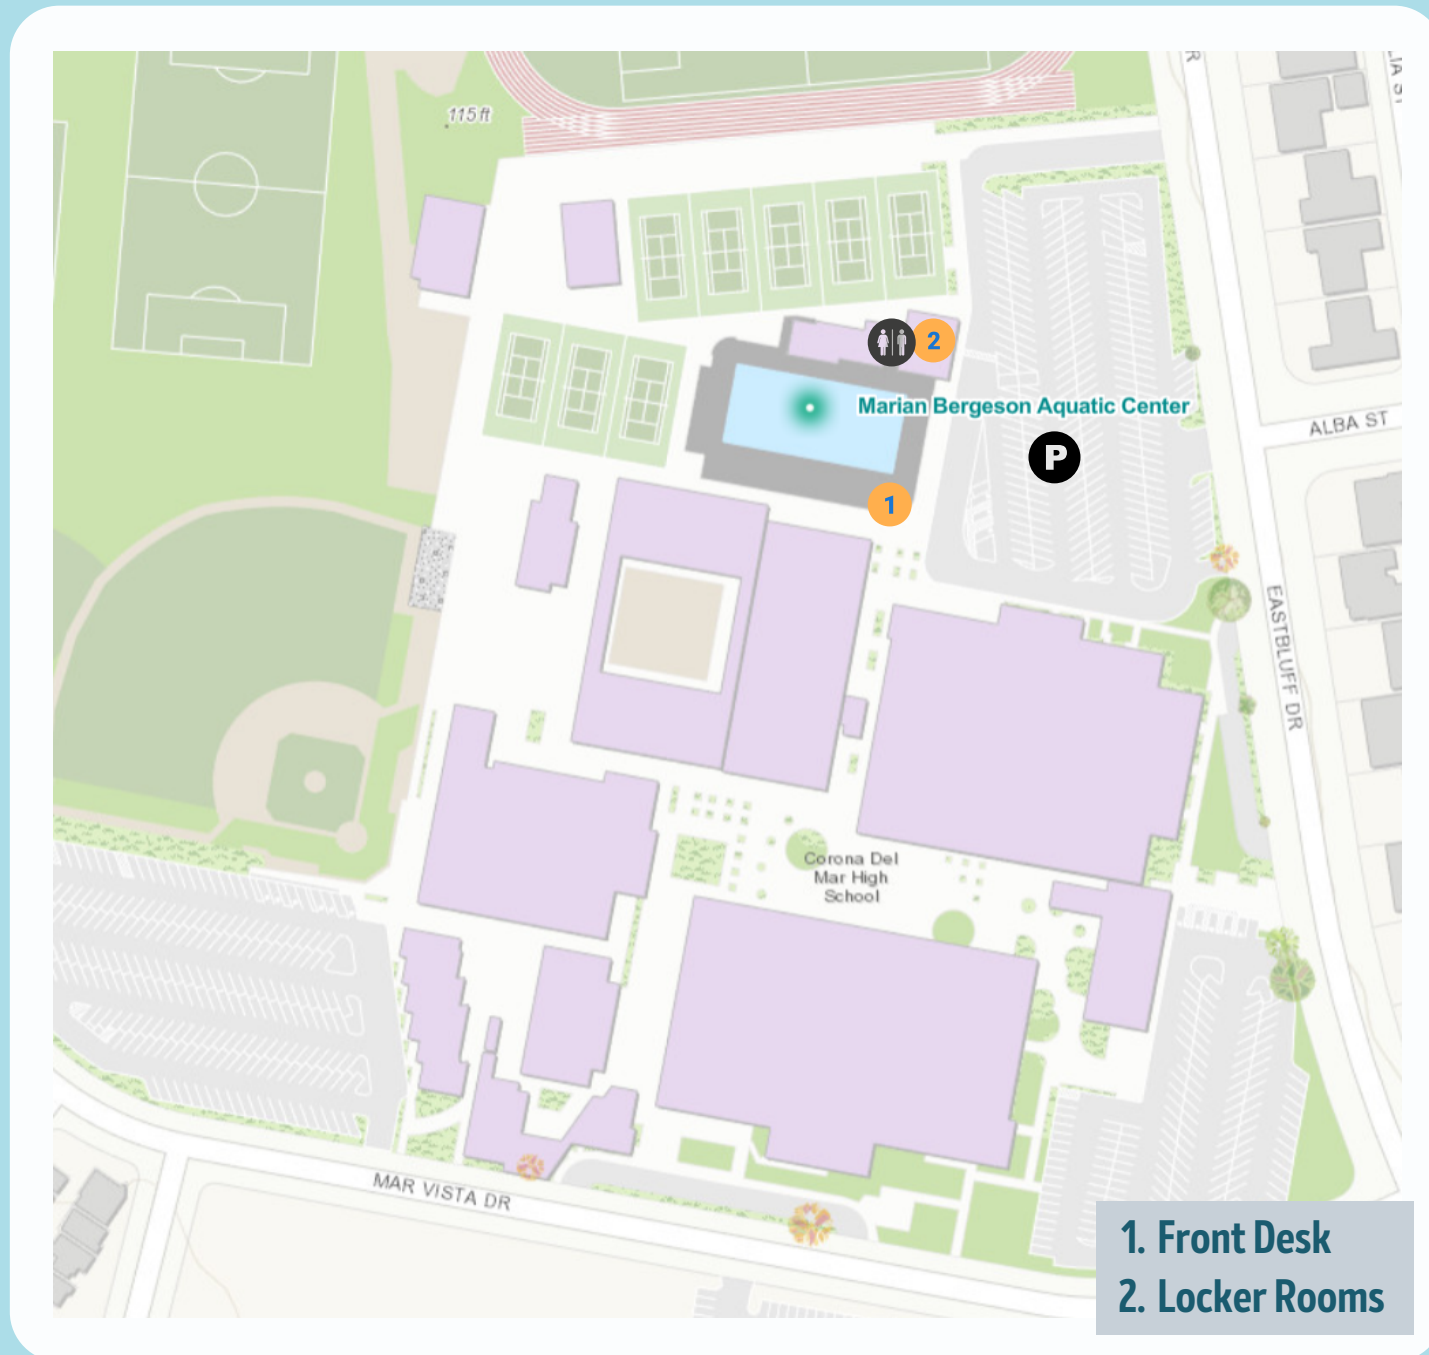 115 ft
2
Marian Bergeson Aquatic Center
P
ALBA ST
1
EASTBLUFF DR
Corona Del
Mar High
School
MAR VISTA DR
1. Front Desk
2. Locker Rooms